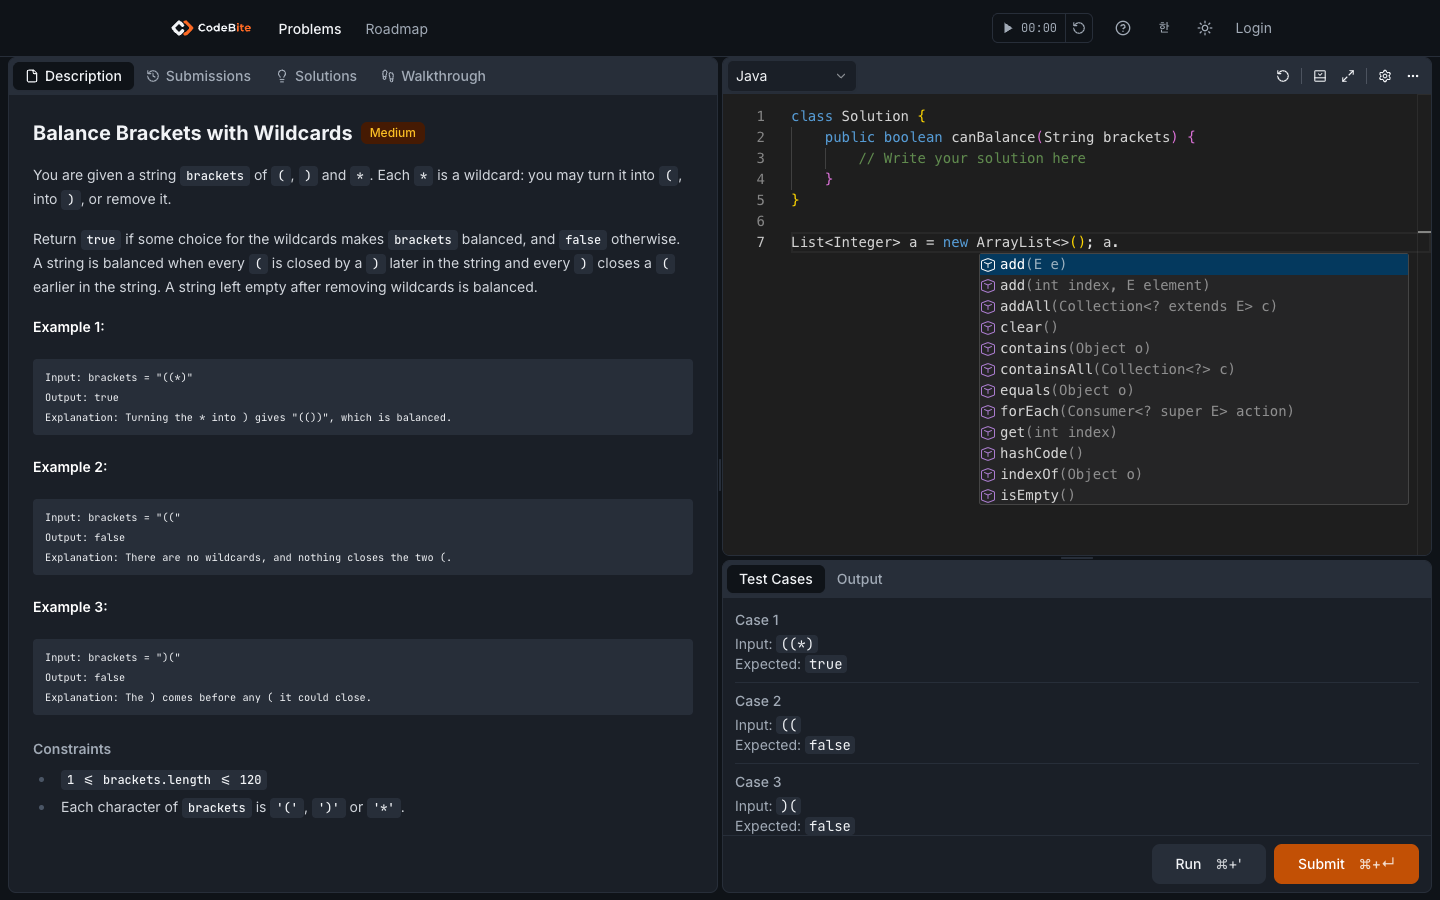 CodeBite Problems Roadmap 00:00 한 Login
Description Submissions Solutions Walkthrough
Balance Brackets with Wildcards Medium
You are given a string brackets of ( , ) and * . Each * is a wildcard: you may turn it into ( ,
into ) , or remove it.
Return true if some choice for the wildcards makes brackets balanced, and false otherwise.
A string is balanced when every ( is closed by a ) later in the string and every ) closes a (
earlier in the string. A string left empty after removing wildcards is balanced.
Example 1:
Input: brackets = "((*)"
Output: true
Explanation: Turning the * into ) gives "(())", which is balanced.
Example 2:
Input: brackets = "(("
Output: false
Explanation: There are no wildcards, and nothing closes the two (.
Example 3:
Input: brackets = ")("
Output: false
Explanation: The ) comes before any ( it could close.
Constraints
• 1 <= brackets.length <= 120
• Each character of brackets is '(' , ')' or '*' .
Java
1 class Solution {
2 public boolean canBalance(String brackets) {
3 // Write your solution here
4 }
5 }
6
7 List<Integer> a = new ArrayList<>(); a.
add(E e)
add(int index, E element)
addAll(Collection<? extends E> c)
clear()
contains(Object o)
containsAll(Collection<?> c)
equals(Object o)
forEach(Consumer<? super E> action)
get(int index)
hashCode()
indexOf(Object o)
isEmpty()
Test Cases Output
Case 1
Input: ((*)
Expected: true
Case 2
Input: ((
Expected: false
Case 3
Input: )(
Expected: false
Run ⌘+' Submit ⌘+↵